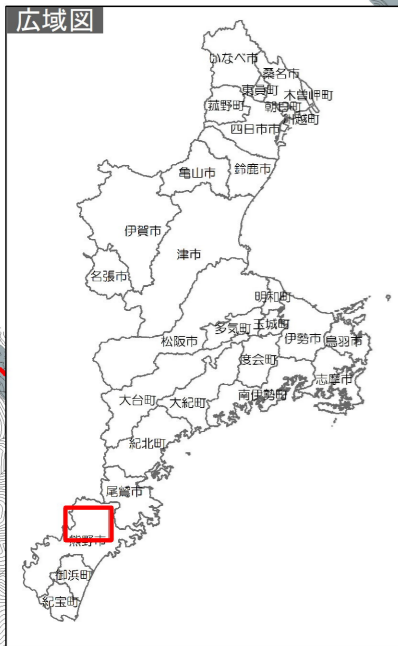 広域図
いなべ市
桑名市
東員町
木曽岬町
菰野町
朝日町
川越町
四日市市
亀山市
鈴鹿市
伊賀市
津市
名張市
明和町
松阪市
多気町
玉城町
伊勢市
鳥羽市
度会町
志摩市
大台町
大紀町
南伊勢町
紀北町
尾鷲市
熊野市
御浜町
紀宝町